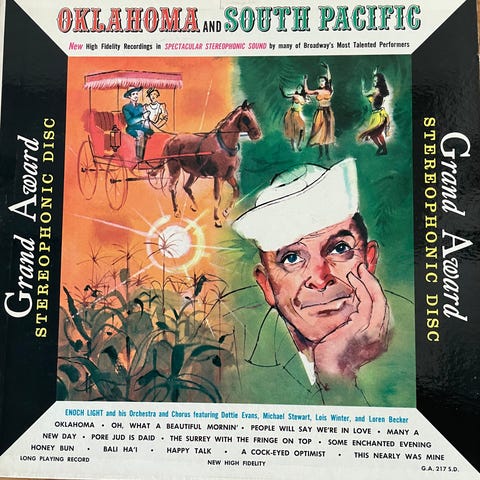 OKLAHOMA AND SOUTH PACIFIC
New High Fidelity Recordings in SPECTACULAR STEREOPHONIC SOUND by many of Broadway's Most Talented Performers
Grand Award
STEREOPHONIC DISC
Grand Award
STEREOPHONIC DISC
ENOCH LIGHT and his Orchestra and Chorus featuring Dottie Evans, Michael Stewart, Lois Winter, and Loren Becker
OKLAHOMA • OH, WHAT A BEAUTIFUL MORNIN' • PEOPLE WILL SAY WE'RE IN LOVE • MANY A
NEW DAY • PORE JUD IS DAID • THE SURREY WITH THE FRINGE ON TOP • SOME ENCHANTED EVENING
HONEY BUN • BALI HA'I • HAPPY TALK • A COCK-EYED OPTIMIST • THIS NEARLY WAS MINE
LONG PLAYING RECORD NEW HIGH FIDELITY G.A. 217 S.D.